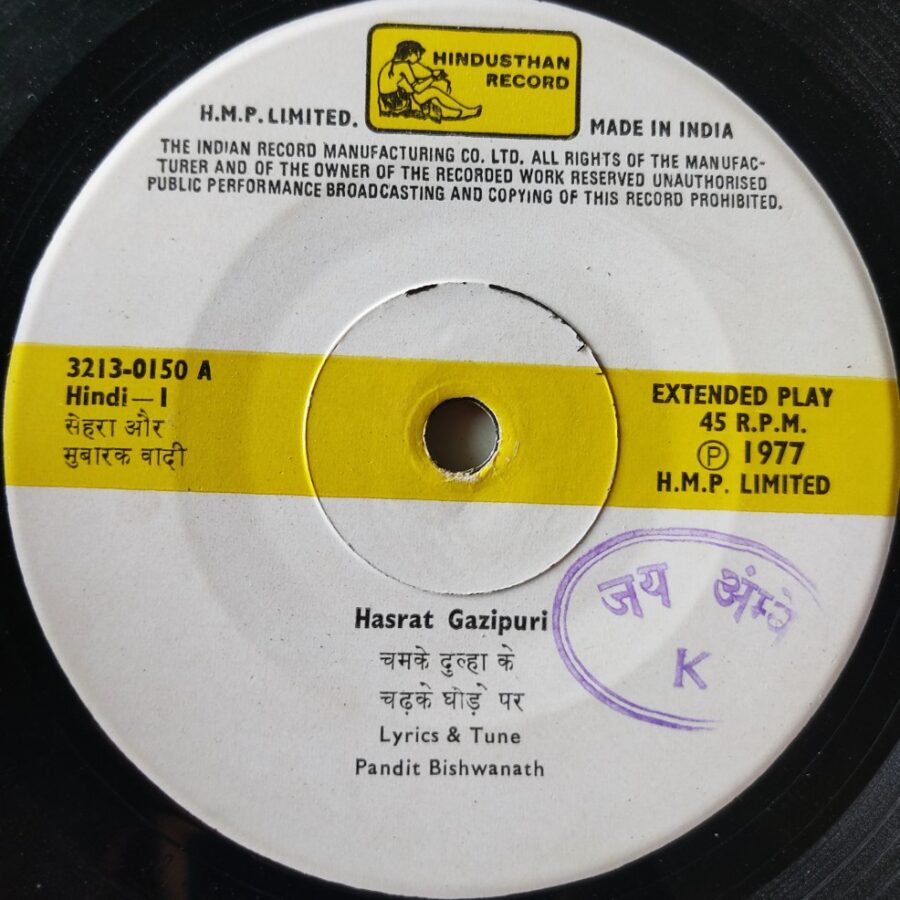 HINDUSTHAN
RECORD
H.M.P. LIMITED.
MADE IN INDIA
THE INDIAN RECORD MANUFACTURING CO. LTD. ALL RIGHTS OF THE MANUFAC-
TURER AND OF THE OWNER OF THE RECORDED WORK RESERVED UNAUTHORISED
PUBLIC PERFORMANCE BROADCASTING AND COPYING OF THIS RECORD PROHIBITED.
3213-0150 A
Hindi—1
सेहरा और
मुबारक वादी
EXTENDED PLAY
45 R.P.M.
Ⓟ 1977
H.M.P. LIMITED
Hasrat Gazipuri
चमके दुल्हा के
चढ़के घोड़े पर
Lyrics & Tune
Pandit Bishwanath
जय अंम्बे
K